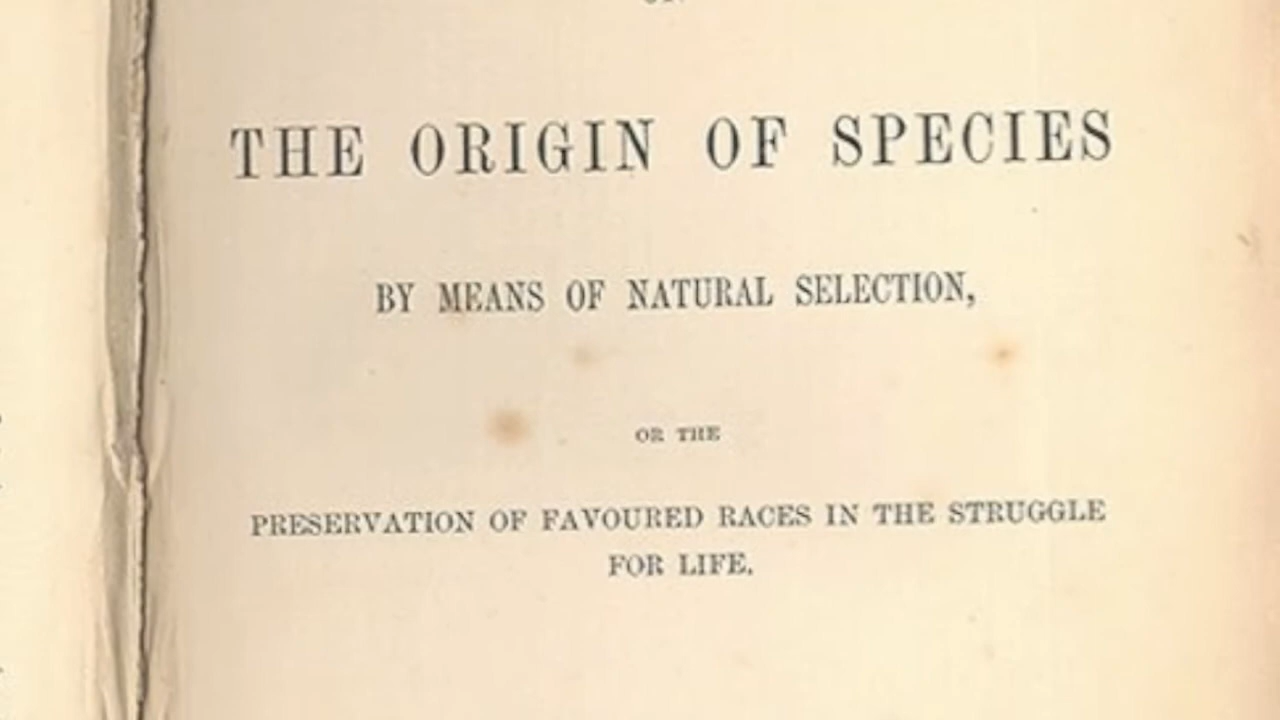 THE ORIGIN OF SPECIES
BY MEANS OF NATURAL SELECTION,
OR THE
PRESERVATION OF FAVOURED RACES IN THE STRUGGLE
FOR LIFE.